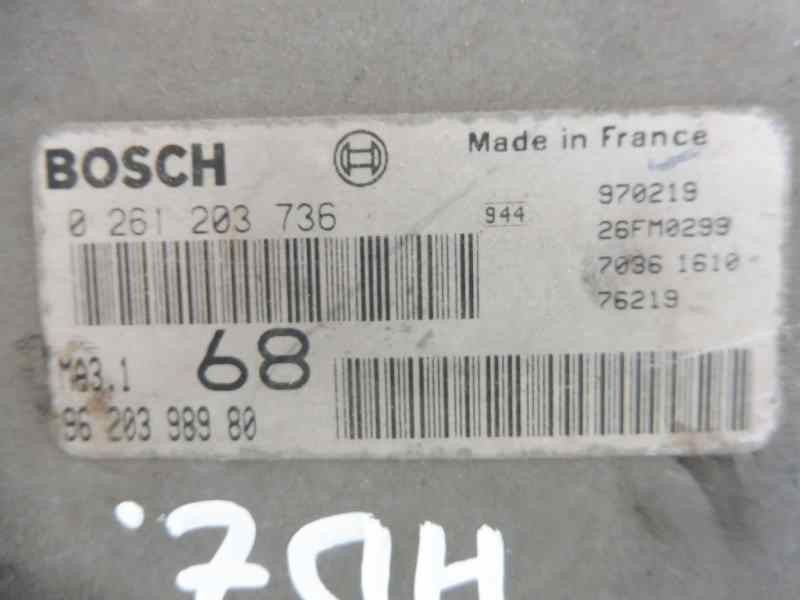 BOSCH
Made in France
0 261 203 736
944
970219
26FM0299
7036 1610
76219
MA3.1
68
96 203 989 80
HDZ